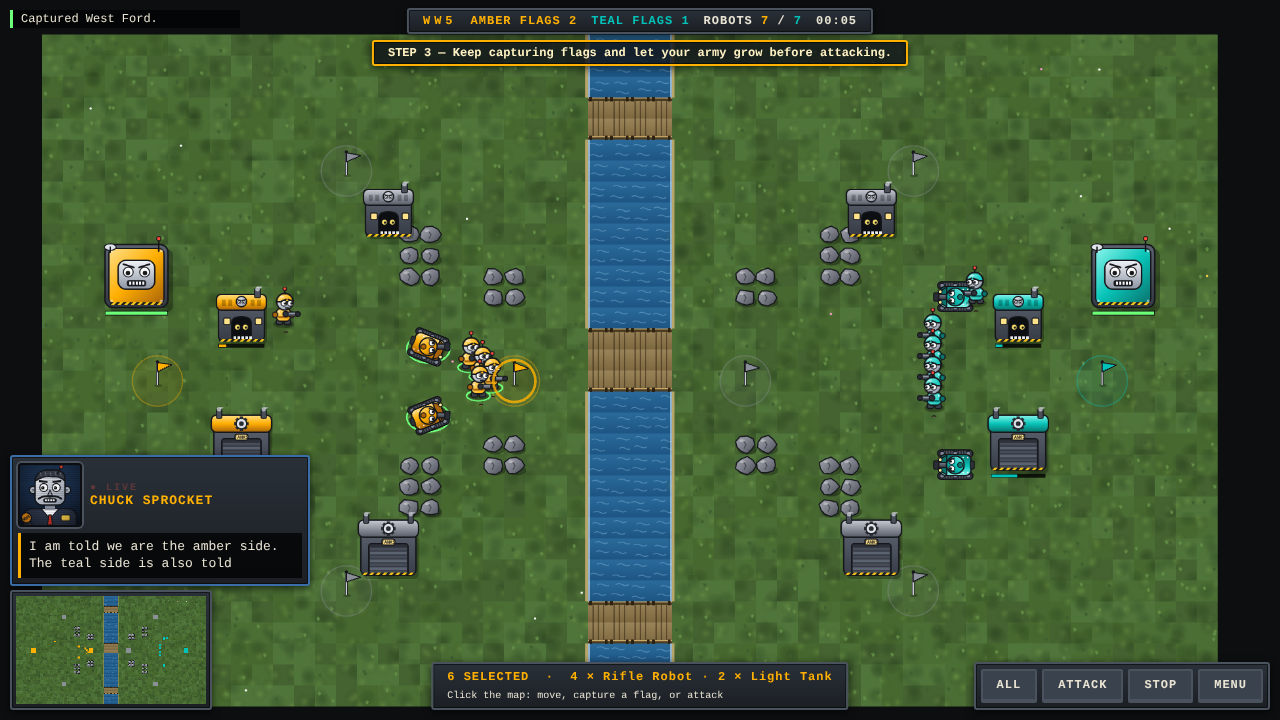 Captured West Ford.
WW5 AMBER FLAGS 2 TEAL FLAGS 1 ROBOTS 7 / 7 00:05
STEP 3 — Keep capturing flags and let your army grow before attacking.
● LIVE
CHUCK SPROCKET
I am told we are the amber side.
The teal side is also told
6 SELECTED · 4 × Rifle Robot · 2 × Light Tank
Click the map: move, capture a flag, or attack
ALL ATTACK STOP MENU